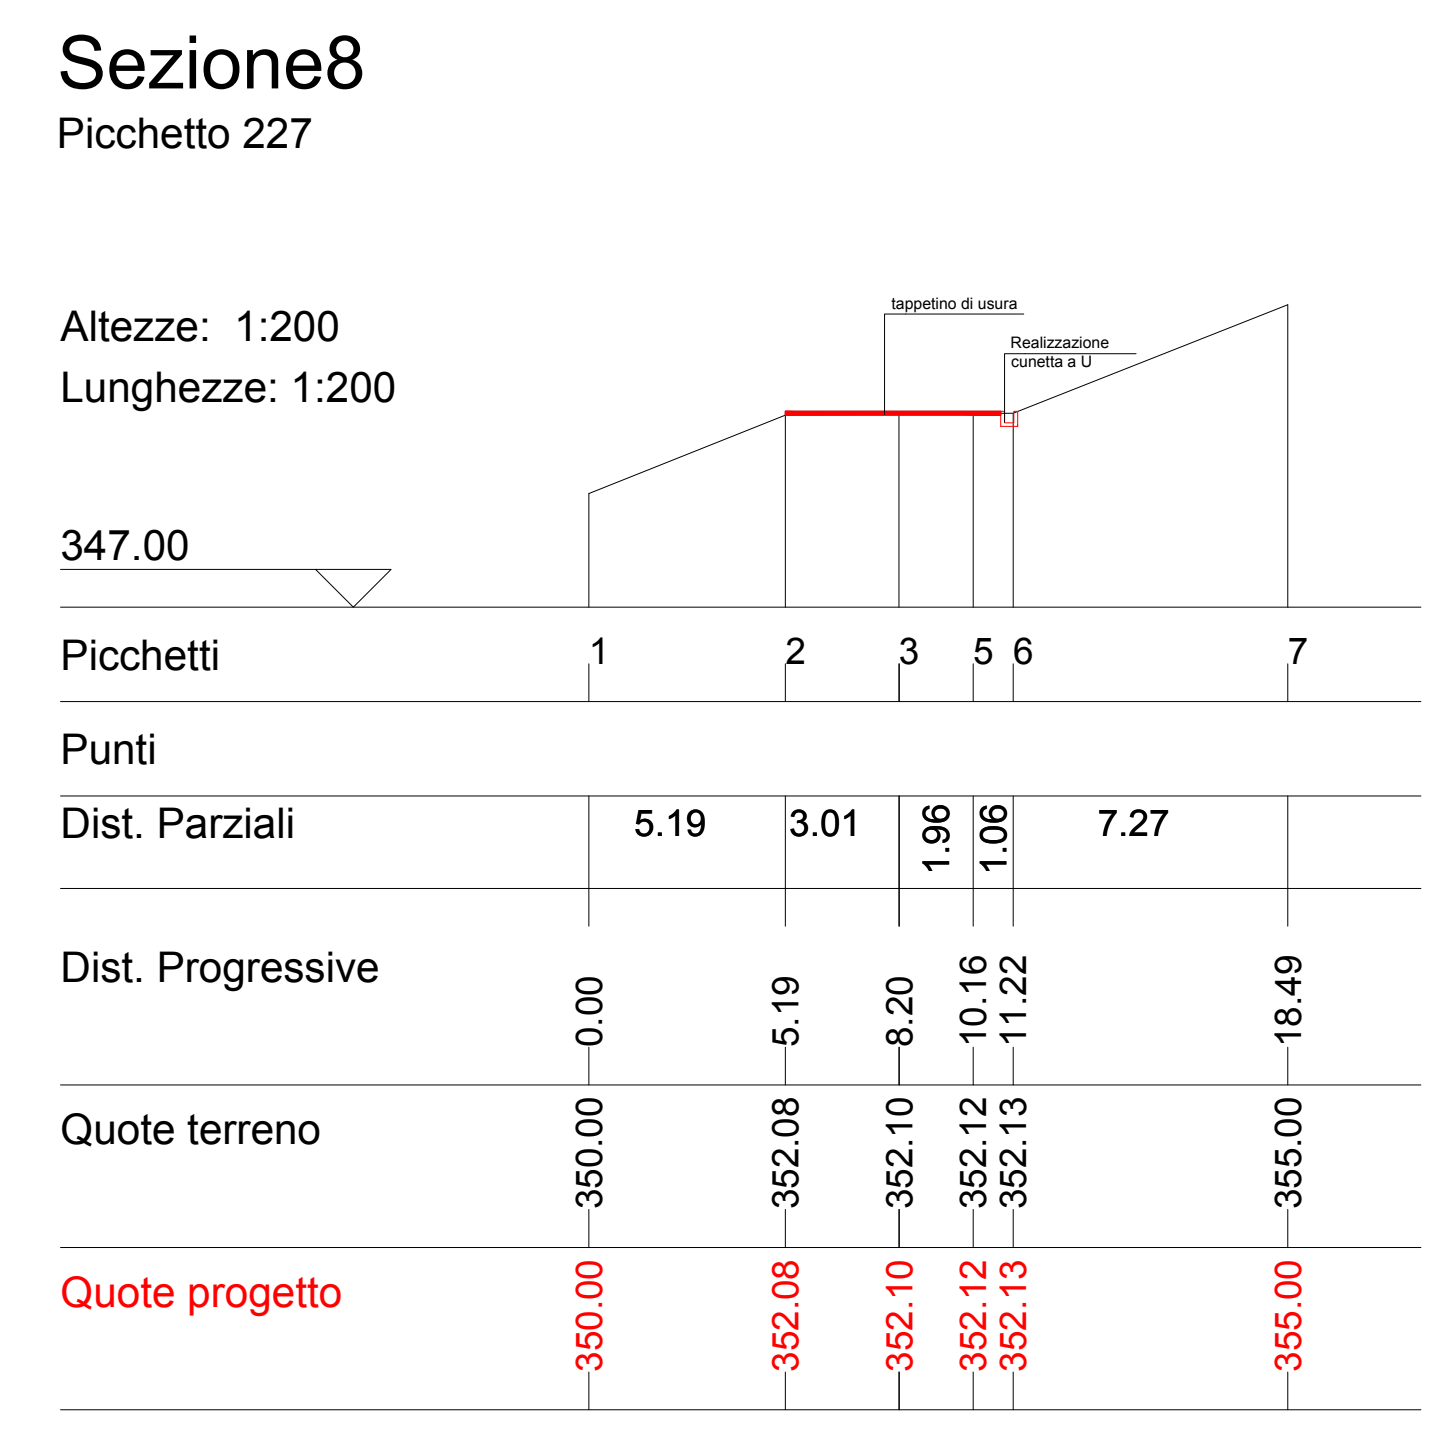 Sezione8
Picchetto 227
Altezze: 1:200
Lunghezze: 1:200
tappetino di usura
Realizzazione
cunetta a U
347.00
Picchetti 1 2 3 5 6 7
Punti
Dist. Parziali 5.19 3.01 1.96 1.06 7.27
Dist. Progressive 0.00 5.19 8.20 10.16 11.22 18.49
Quote terreno 350.00 352.08 352.10 352.12 352.13 355.00
Quote progetto 350.00 352.08 352.10 352.12 352.13 355.00